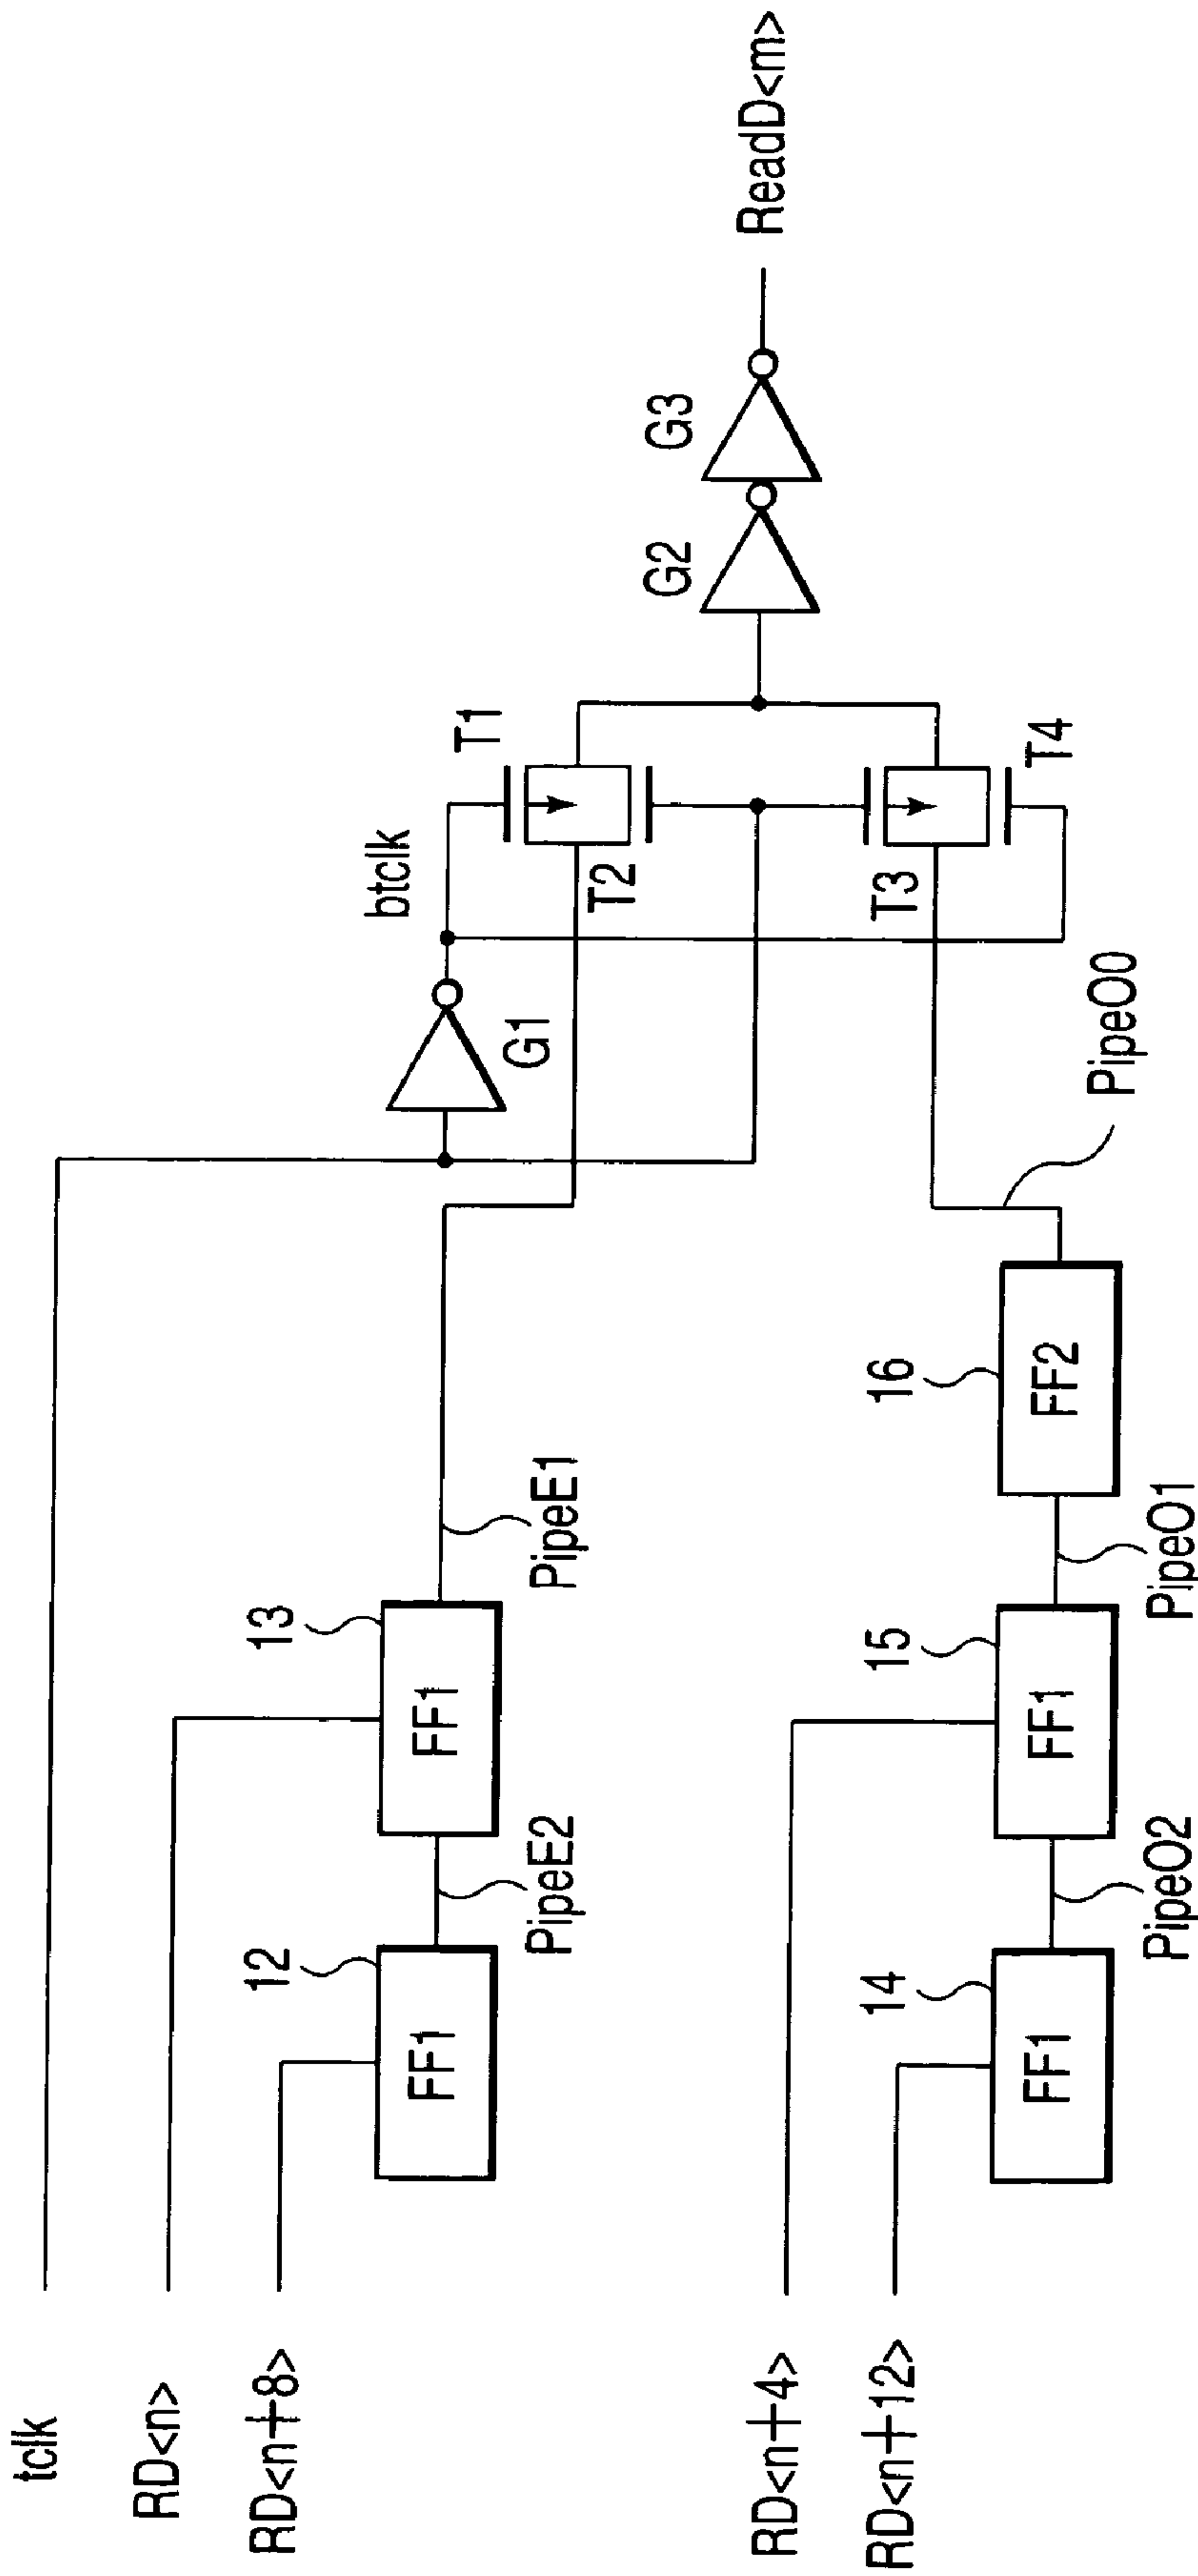 tclk
RD<n>
RD<n+8>
RD<n+4>
RD<n+12>
12
FF1
PipeE2
13
FF1
PipeE1
14
FF1
PipeO2
15
FF1
PipeO1
16
FF2
PipeO0
G1
btclk
T1
T2
T3
T4
G2
G3
ReadD<m>